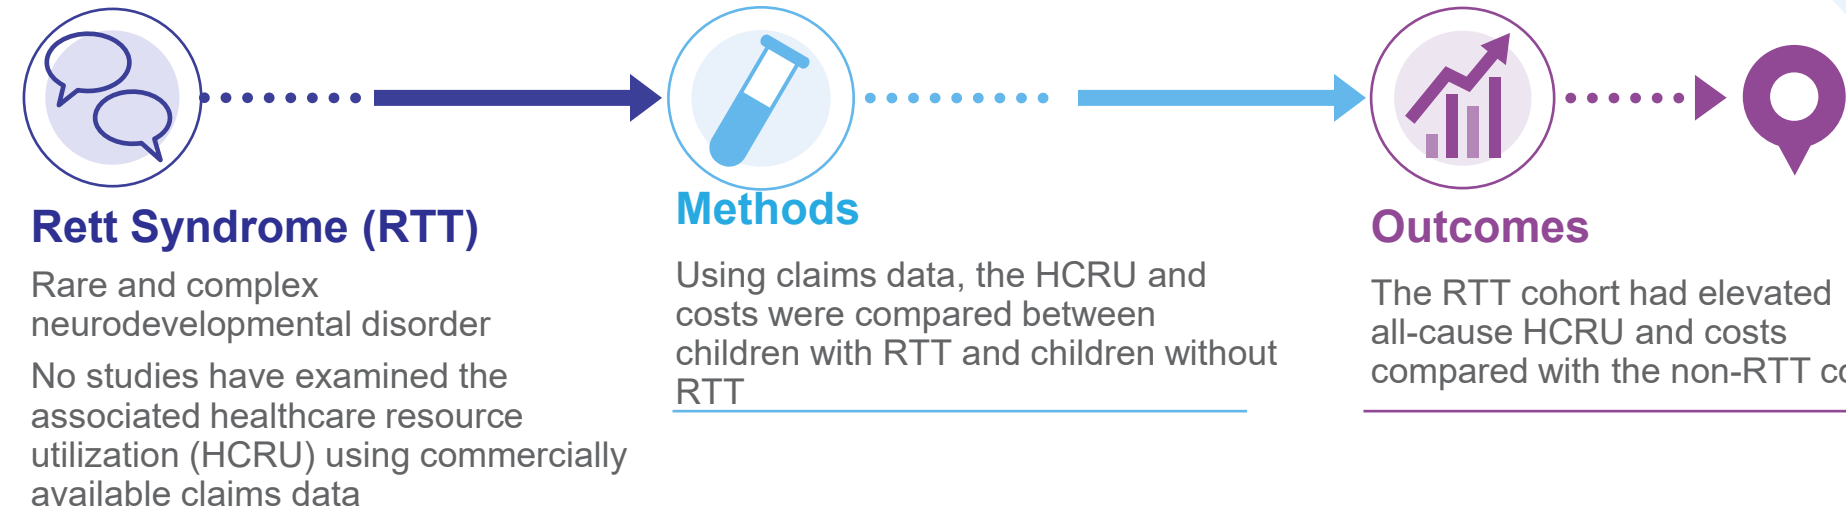 Rett Syndrome (RTT)
Rare and complex
neurodevelopmental disorder
No studies have examined the
associated healthcare resource
utilization (HCRU) using commercially
available claims data
Methods
Using claims data, the HCRU and
costs were compared between
children with RTT and children without
RTT
Outcomes
The RTT cohort had elevated
all-cause HCRU and costs
compared with the non-RTT